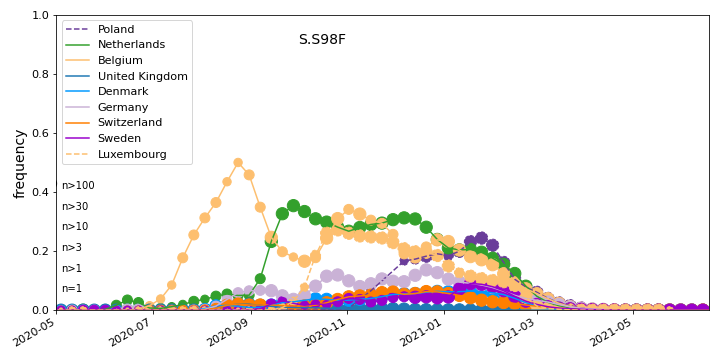 S.S98F
frequency
1.0
0.8
0.6
0.4
0.2
0.0
Poland
Netherlands
Belgium
United Kingdom
Denmark
Germany
Switzerland
Sweden
Luxembourg
n>100
n>30
n>10
n>3
n>1
n=1
2020-05
2020-07
2020-09
2020-11
2021-01
2021-03
2021-05